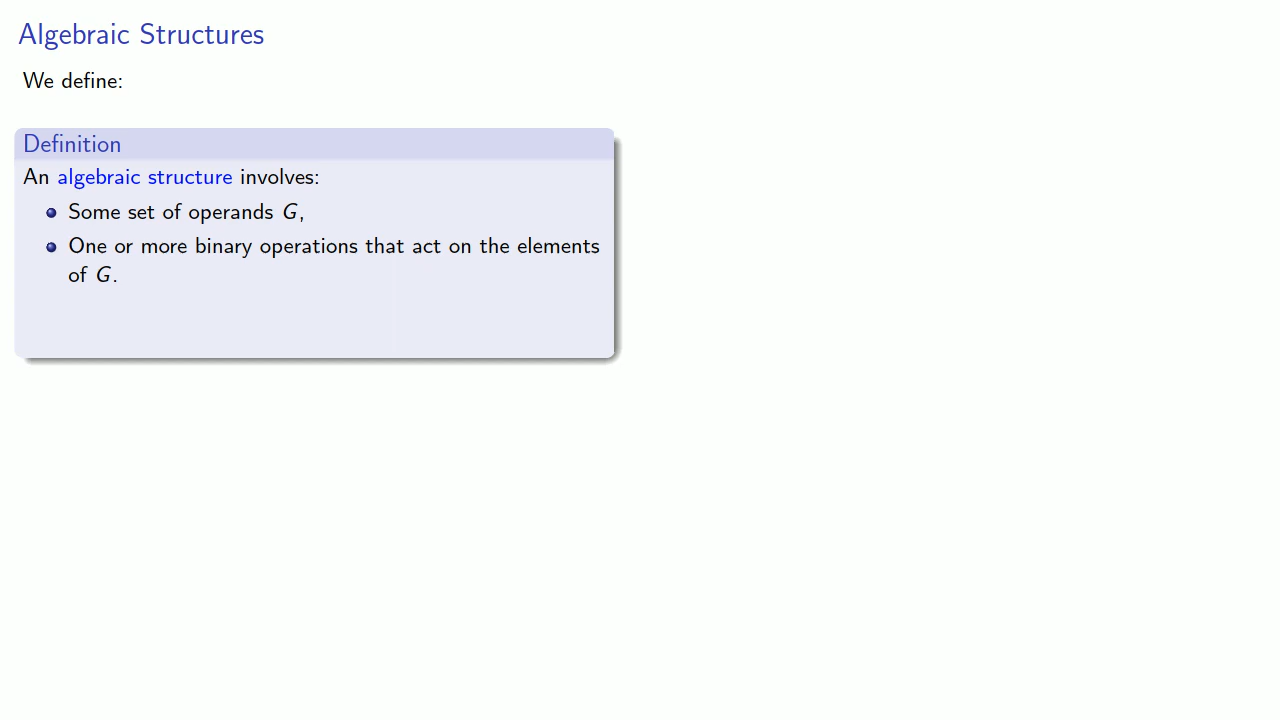 Algebraic Structures
We define:
Definition
An algebraic structure involves:
Some set of operands G,
One or more binary operations that act on the elements
of G.